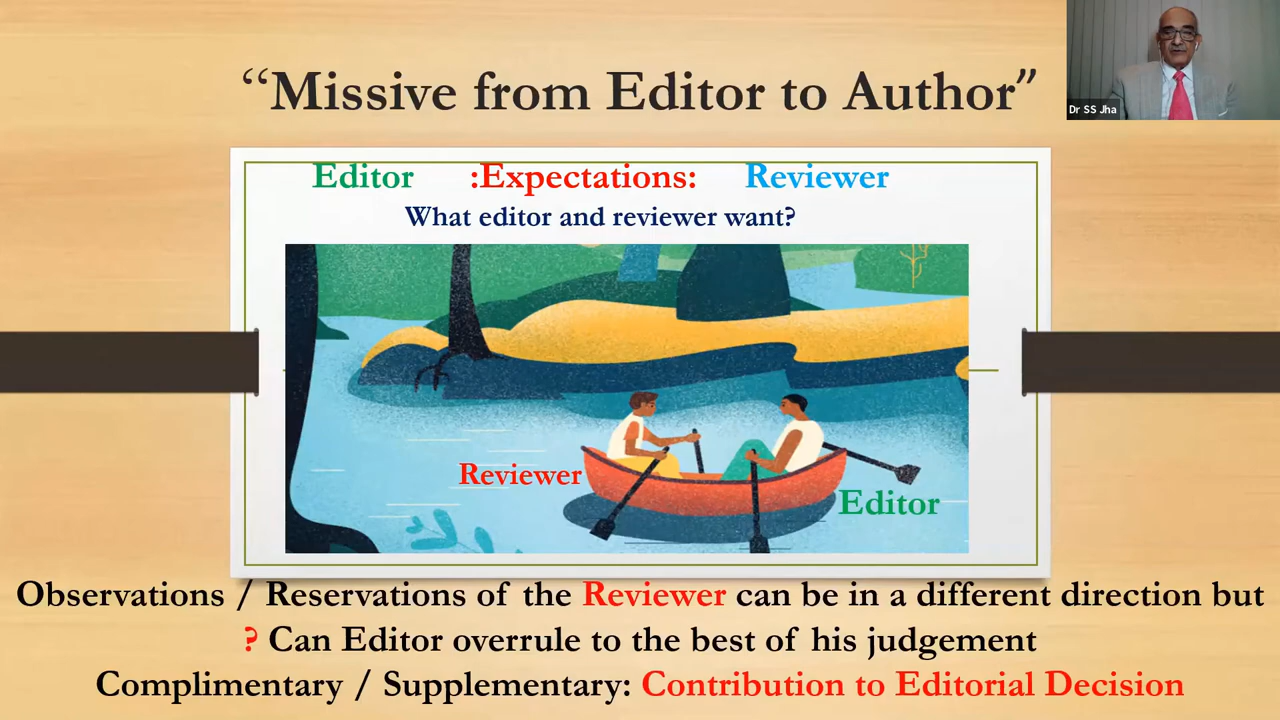 “Missive from Editor to Author”
Dr SS Jha
Editor :Expectations: Reviewer
What editor and reviewer want?
Reviewer
Editor
Observations / Reservations of the Reviewer can be in a different direction but
? Can Editor overrule to the best of his judgement
Complimentary / Supplementary: Contribution to Editorial Decision